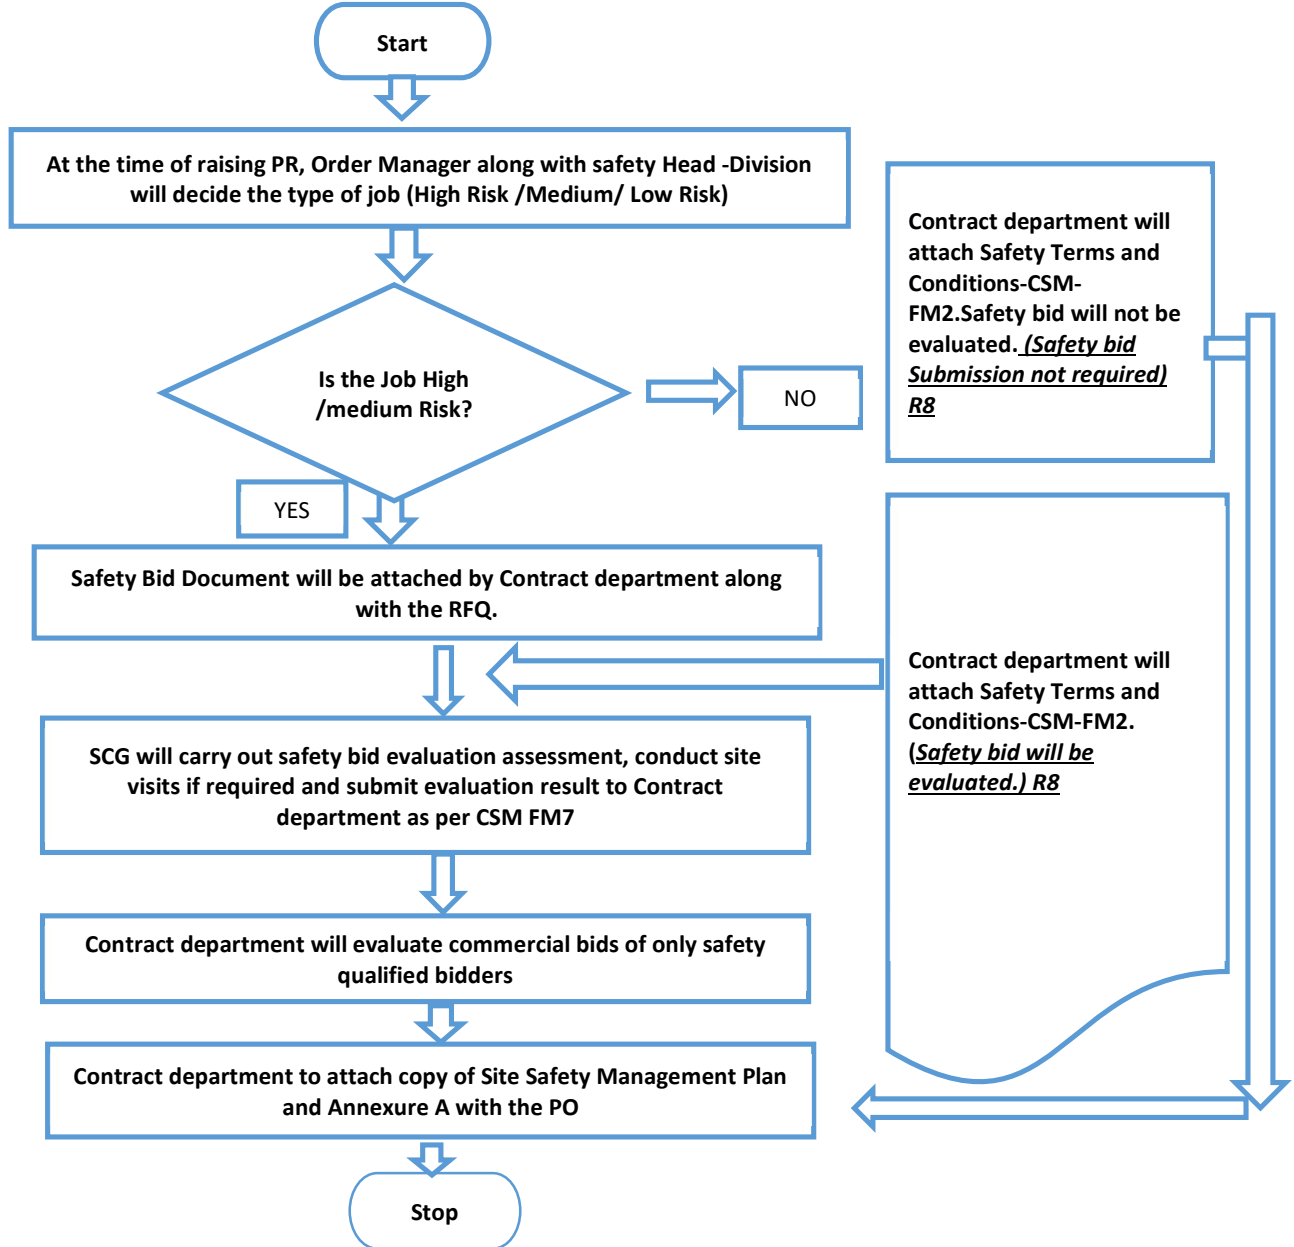 Start
At the time of raising PR, Order Manager along with safety Head -Division
will decide the type of job (High Risk /Medium/ Low Risk)
Contract department will
attach Safety Terms and
Conditions-CSM-
FM2.Safety bid will not be
evaluated. (Safety bid
Submission not required)
R8
Is the Job High
/medium Risk?
NO
YES
Safety Bid Document will be attached by Contract department along
with the RFQ.
Contract department will
attach Safety Terms and
Conditions-CSM-FM2.
(Safety bid will be
evaluated.) R8
SCG will carry out safety bid evaluation assessment, conduct site
visits if required and submit evaluation result to Contract
department as per CSM FM7
Contract department will evaluate commercial bids of only safety
qualified bidders
Contract department to attach copy of Site Safety Management Plan
and Annexure A with the PO
Stop